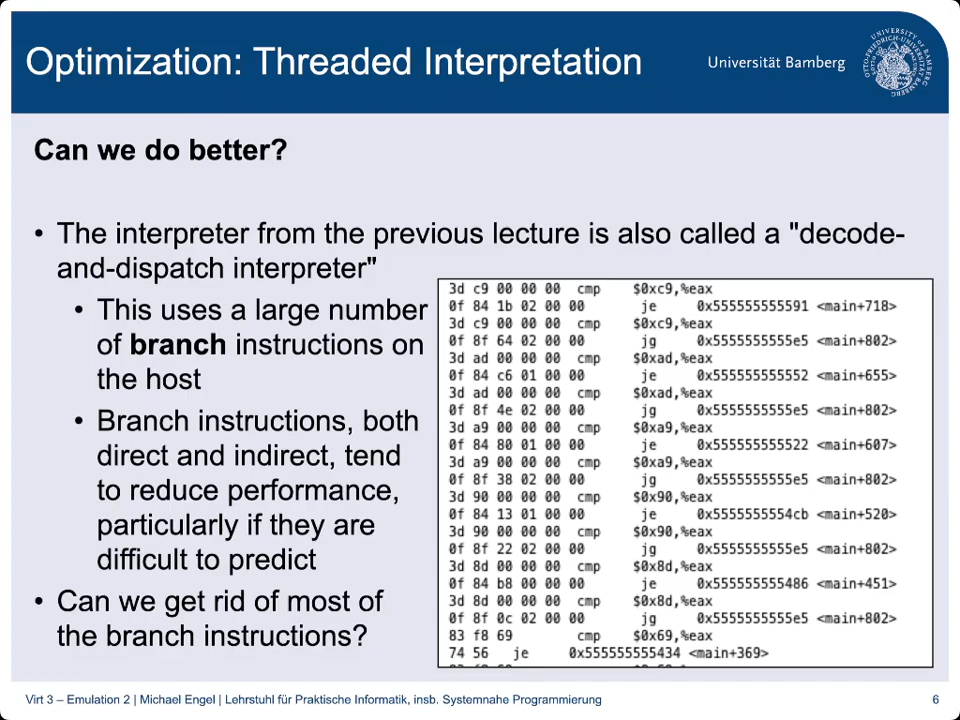 Optimization: Threaded Interpretation
Universität Bamberg
Can we do better?
• The interpreter from the previous lecture is also called a "decode-
and-dispatch interpreter"
• This uses a large number
of branch instructions on
the host
• Branch instructions, both
direct and indirect, tend
to reduce performance,
particularly if they are
difficult to predict
• Can we get rid of most of
the branch instructions?
3d c9 00 00 00 cmp $0xc9,%eax
0f 84 1b 02 00 00 je 0x555555555591 <main+718>
3d c9 00 00 00 cmp $0xc9,%eax
0f 8f 64 02 00 00 jg 0x5555555555e5 <main+802>
3d ad 00 00 00 cmp $0xad,%eax
0f 84 c6 01 00 00 je 0x555555555552 <main+655>
3d ad 00 00 00 cmp $0xad,%eax
0f 8f 4e 02 00 00 jg 0x5555555555e5 <main+802>
3d a9 00 00 00 cmp $0xa9,%eax
0f 84 80 01 00 00 je 0x555555555522 <main+607>
3d a9 00 00 00 cmp $0xa9,%eax
0f 8f 38 02 00 00 jg 0x5555555555e5 <main+802>
3d 90 00 00 00 cmp $0x90,%eax
0f 84 13 01 00 00 je 0x5555555554cb <main+520>
3d 90 00 00 00 cmp $0x90,%eax
0f 8f 22 02 00 00 jg 0x5555555555e5 <main+802>
3d 8d 00 00 00 cmp $0x8d,%eax
0f 84 b8 00 00 00 je 0x555555555486 <main+451>
3d 8d 00 00 00 cmp $0x8d,%eax
0f 8f 0c 02 00 00 jg 0x5555555555e5 <main+802>
83 f8 69 cmp $0x69,%eax
74 56 je 0x555555555434 <main+369>
Virt 3 – Emulation 2 | Michael Engel | Lehrstuhl für Praktische Informatik, insb. Systemnahe Programmierung
6